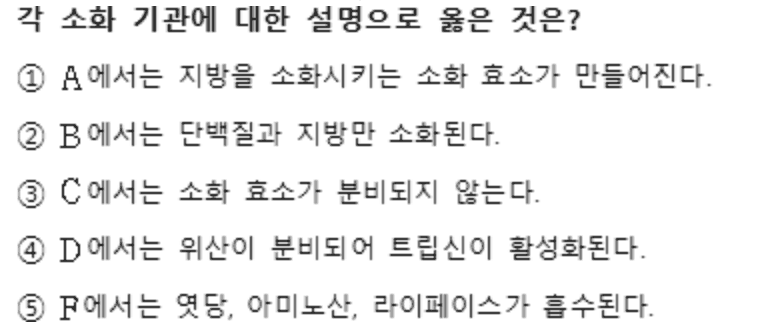 각 소화 기관에 대한 설명으로 옳은 것은?
① A에서는 지방을 소화시키는 소화 효소가 만들어진다.
② B에서는 단백질과 지방만 소화된다.
③ C에서는 소화 효소가 분비되지 않는다.
④ D에서는 위산이 분비되어 트립신이 활성화된다.
⑤ F에서는 엿당, 아미노산, 라이페이스가 흡수된다.